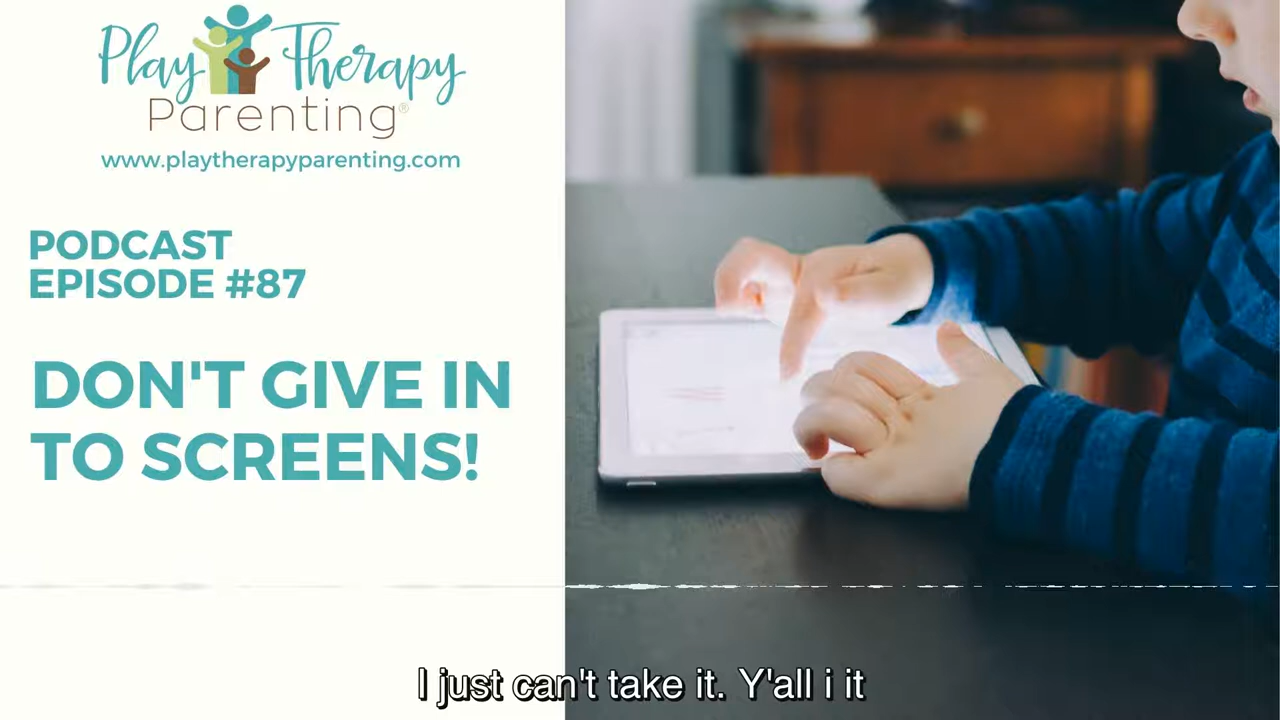 Play Therapy
Parenting®
www.playtherapyparenting.com
PODCAST
EPISODE #87
DON'T GIVE IN
TO SCREENS!
I just can't take it. Y'all i it